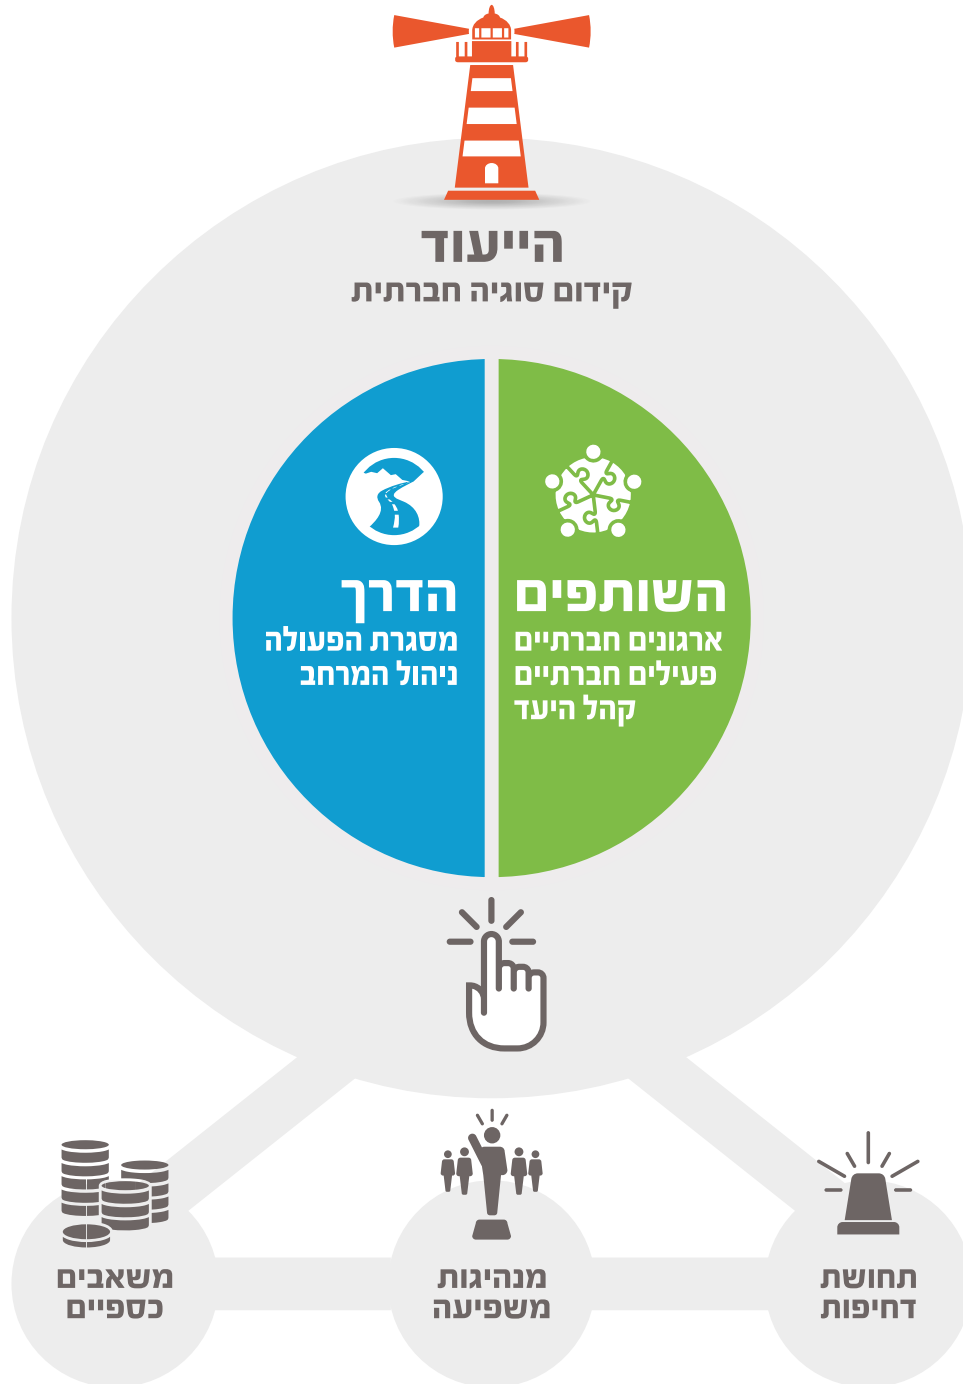 הייעוד
קידום סוגיה חברתית
השותפים
ארגונים חברתיים
פעילים חברתיים
קהל היעד
הדרך
מסגרת הפעולה
ניהול המרחב
תחושת
דחיפות
מנהיגות
משפיעה
משאבים
כספיים